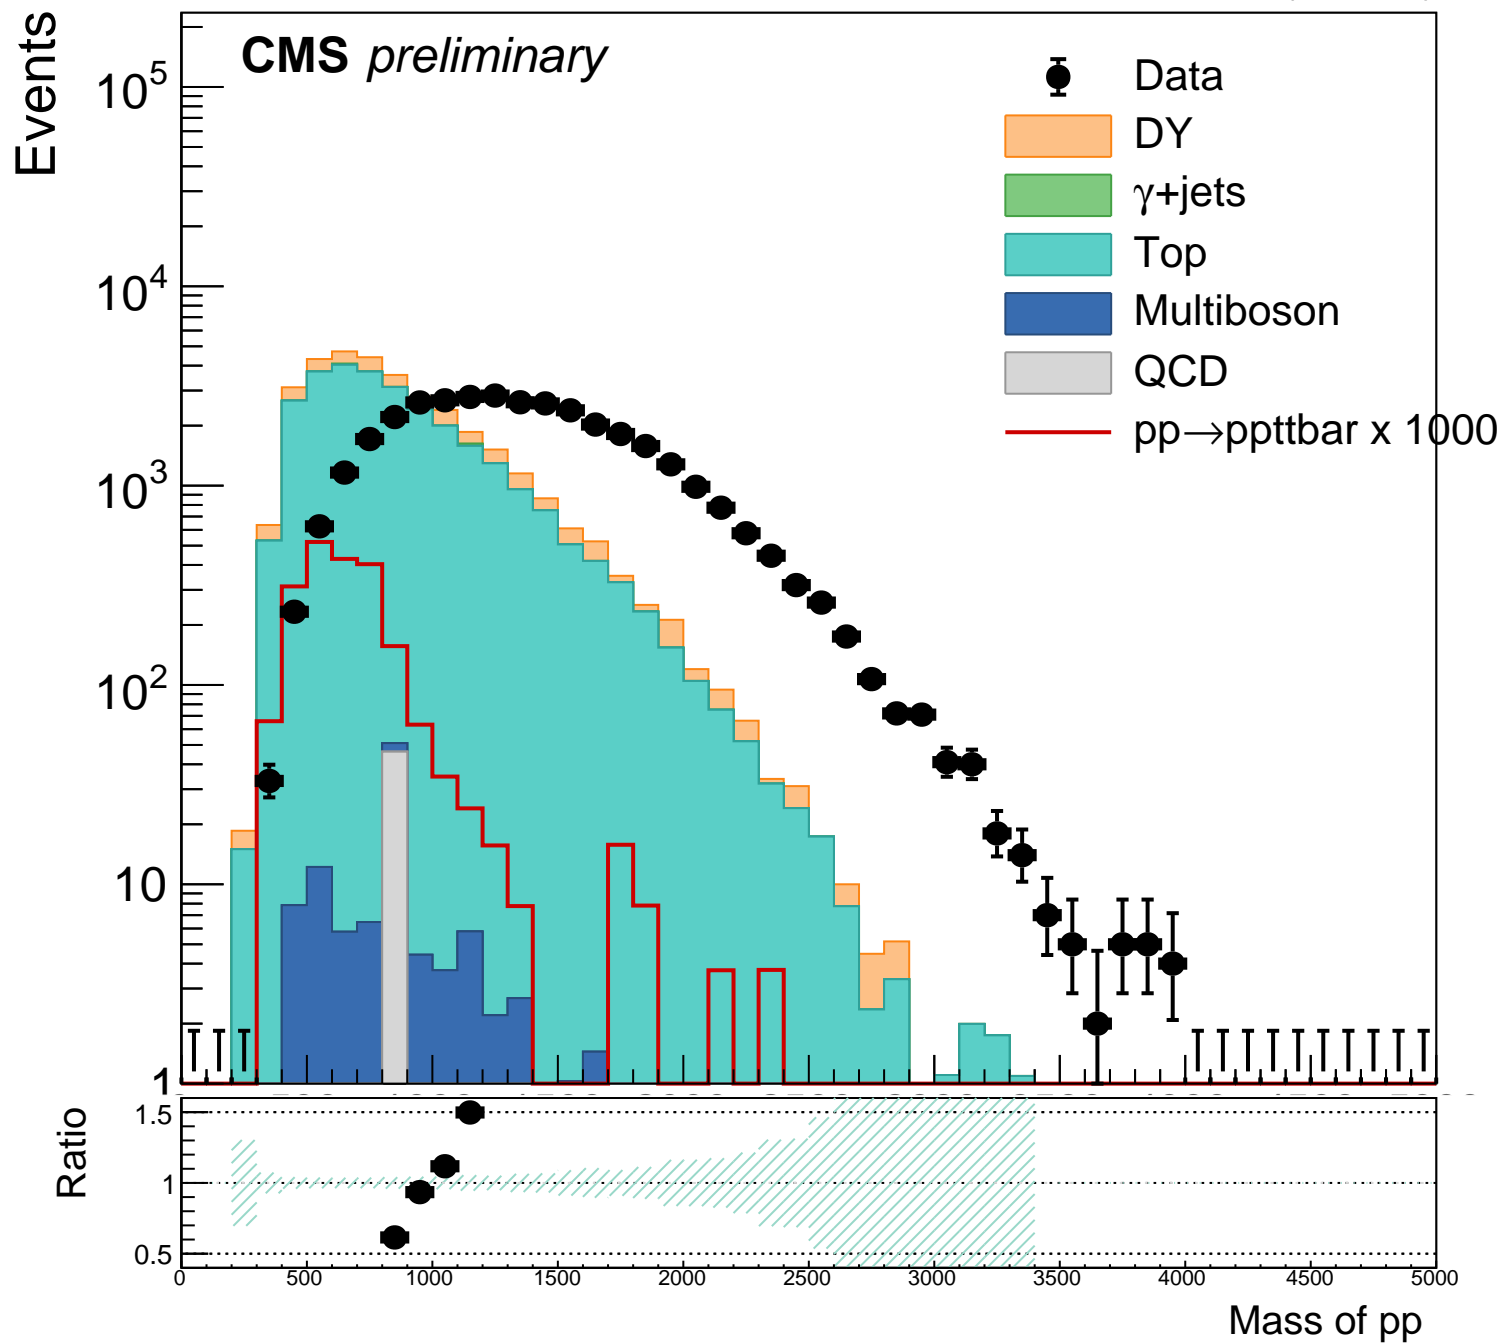 CMS preliminary
Events
10^5
10^4
10^3
10^2
10
1
Data
DY
γ+jets
Top
Multiboson
QCD
pp→ppttbar x 1000
Ratio
1.5
1
0.5
0 500 1000 1500 2000 2500 3000 3500 4000 4500 5000
Mass of pp